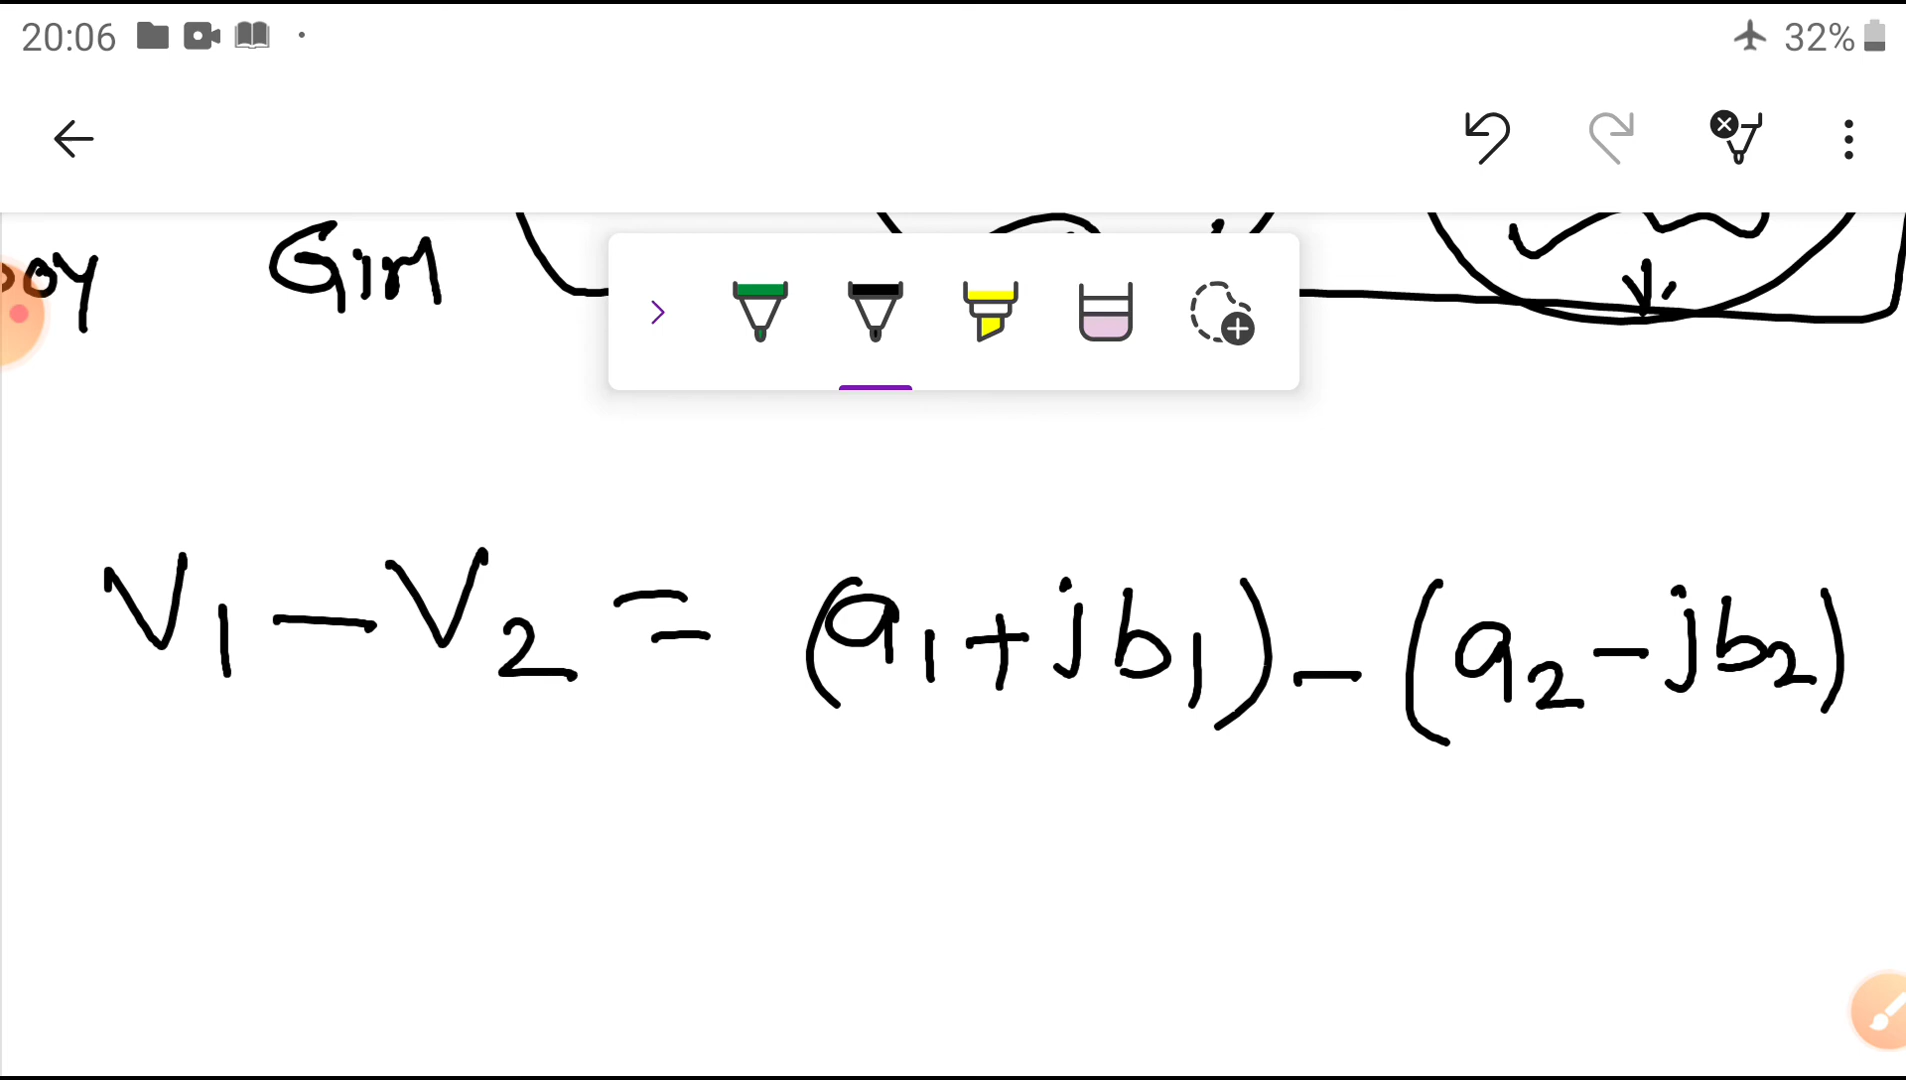 20:06 32%
oy Girl
V₁ - V₂ = (a₁ + jb₁) - (a₂ - jb₂)